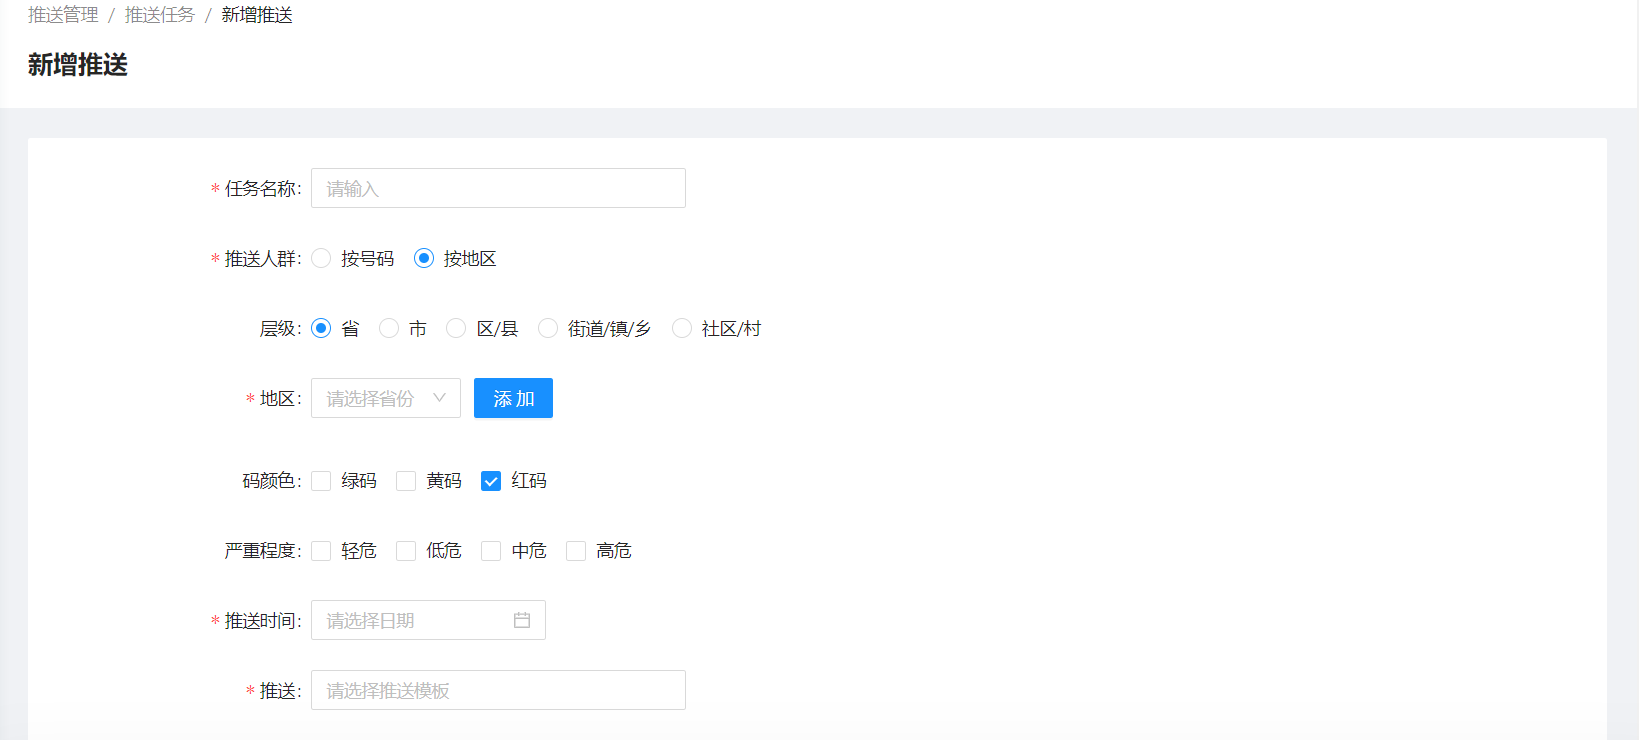 推送管理 / 推送任务 / 新增推送
新增推送
* 任务名称: 请输入
* 推送人群: 按号码 按地区
层级: 省 市 区/县 街道/镇/乡 社区/村
* 地区: 请选择省份 添 加
码颜色: 绿码 黄码 红码
严重程度: 轻危 低危 中危 高危
* 推送时间: 请选择日期
* 推送: 请选择推送模板